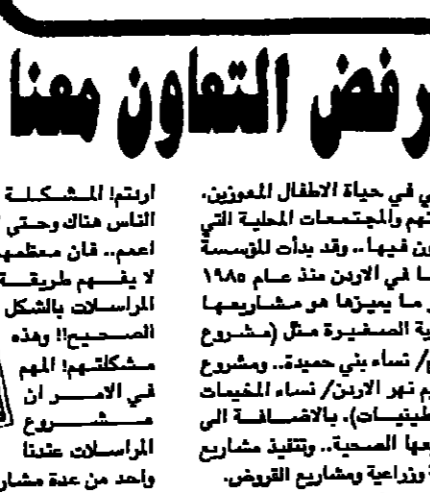 رفض التعاون معنا
ي في حياة الاطفال المعوزين،
تهم والمجتمعات المحلية التي
ون فيها.. وقد بدأت المؤسسة
ا في الاردن منذ عام ١٩٨٥
ر ما يميزها هو مشاريعها
ية الصغيرة مثل (مشروع
/ نساء بني حميدة.. ومشروع
يم نهر الاردن/ نساء المخيمات
طينيات). بالاضافة الى
يعها الصحية.. وتنفيذ مشاريع
وزراعية ومشاريع القروض.
اردتم! المشكلة
الناس هناك وحتى
اعمم.. فان معظمهم
لا يفهم طريقة
المراسلات بالشكل
الصحيح!! وهذه
مشكلتهم! المهم
في الامر ان
مشروع
المراسلات عندنا
واحد من عدة مشار